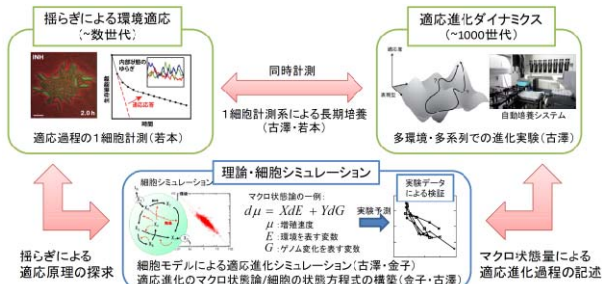 揺らぎによる環境適応
(~数世代)
INH
2.0 h
内部状態の
ゆらぎ
適応応答
時間
適応過程の1細胞計測(若本)
同時計測
1細胞計測系による長期培養
(古澤・若本)
適応進化ダイナミクス
(~1000世代)
適応度
表現型
自動培養システム
多環境・多系列での進化実験(古澤)
理論・細胞シミュレーション
細胞シミュレーション
マクロ状態論の一例:
dμ = XdE + YdG
μ : 増殖速度
E : 環境を表す変数
G : ゲノム変化を表す変数
実験予測
実験データ
による検証
細胞モデルによる適応進化シミュレーション(古澤・金子)
適応進化のマクロ状態論/細胞の状態方程式の構築(金子・古澤)
揺らぎによる
適応原理の探求
マクロ状態量による
適応進化過程の記述